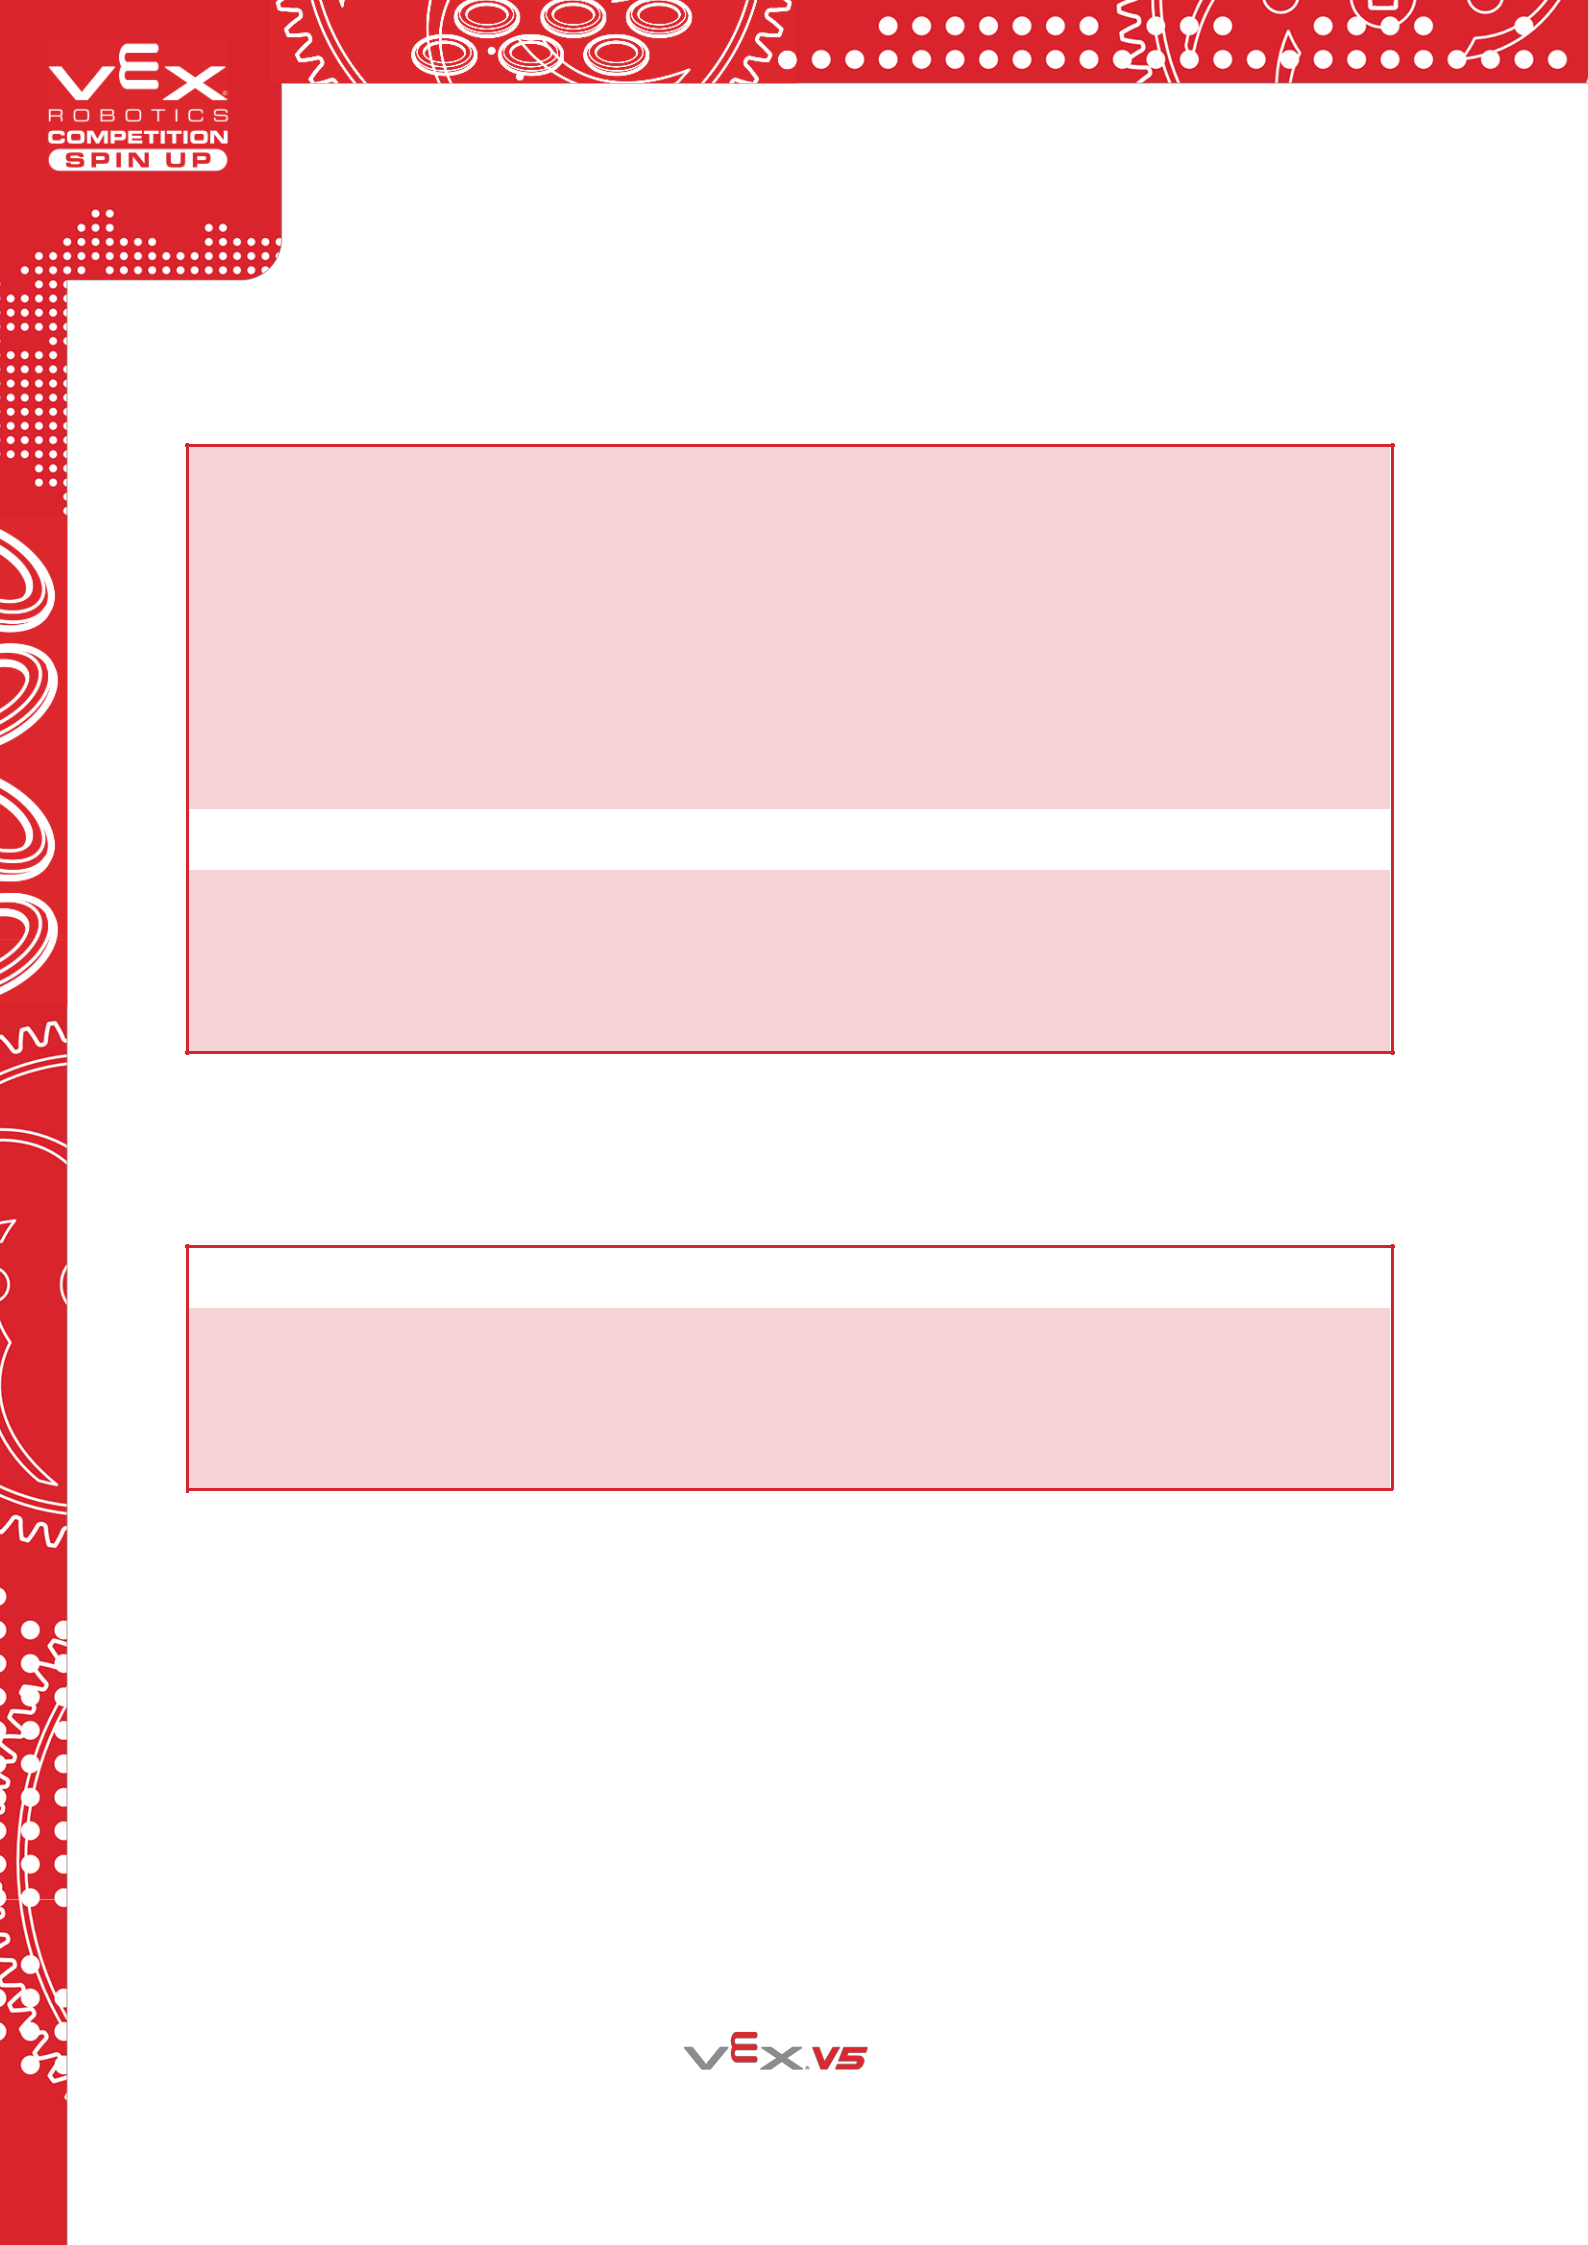 VEX
ROBOTICS
COMPETITION
SPIN UP
VEX V5